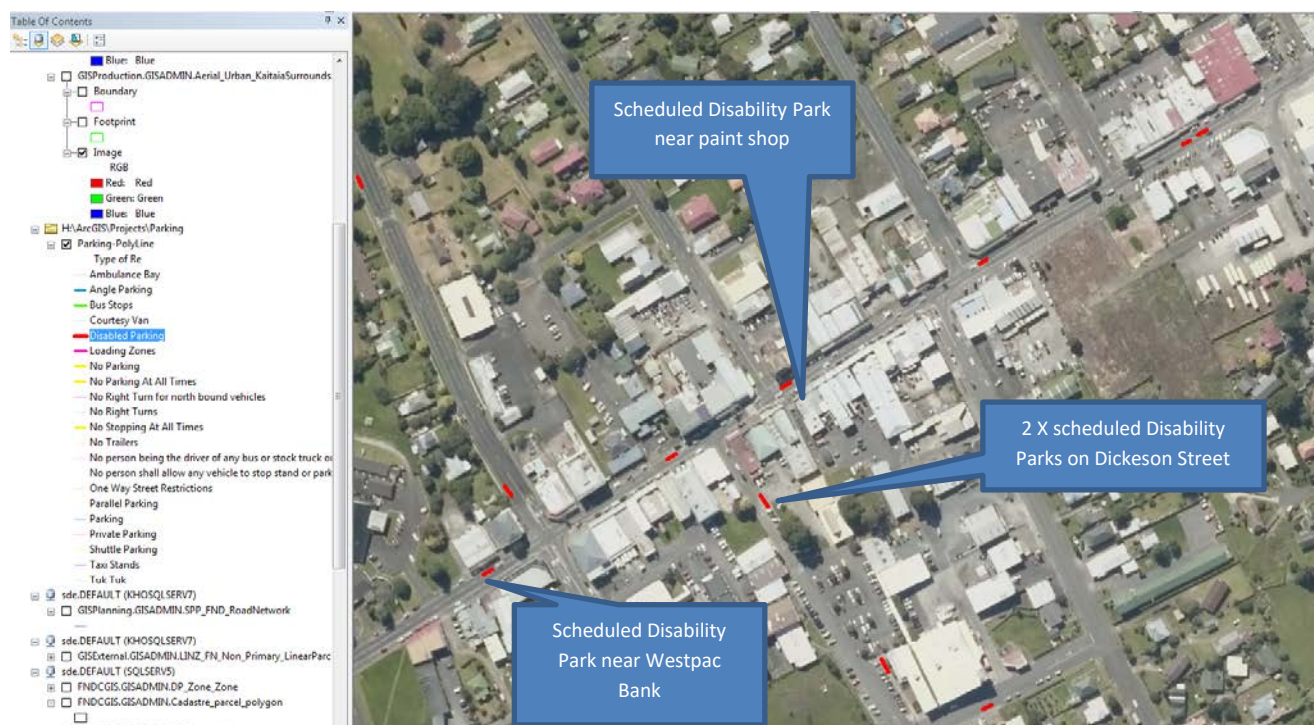 Table Of Contents
Blue: Blue
GISProduction.GISADMIN.Aerial_Urban_KaitaiaSurrounds
Boundary
Footprint
Image
RGB
Red: Red
Green: Green
Blue: Blue
H:\ArcGIS\Projects\Parking
Parking-PolyLine
Type of Re
Ambulance Bay
Angle Parking
Bus Stops
Courtesy Van
Disabled Parking
Loading Zones
No Parking
No Parking At All Times
No Right Turn for north bound vehicles
No Right Turns
No Stopping At All Times
No Trailers
No person being the driver of any bus or stock truck o
No person shall allow any vehicle to stop stand or park
One Way Street Restrictions
Parallel Parking
Parking
Private Parking
Shuttle Parking
Taxi Stands
Tuk Tuk
sde.DEFAULT (KHOSQLSERV7)
GISPlanning.GISADMIN.SPP_FND_RoadNetwork
sde.DEFAULT (KHOSQLSERV7)
GISExternal.GISADMIN.LINZ_FN_Non_Primary_LinearParc
sde.DEFAULT (SQLSERV5)
FNDCGIS.GISADMIN.DP_Zone_Zone
FNDCGIS.GISADMIN.Cadastre_parcel_polygon
Scheduled Disability Park
near paint shop
2 X scheduled Disability
Parks on Dickeson Street
Scheduled Disability
Park near Westpac
Bank